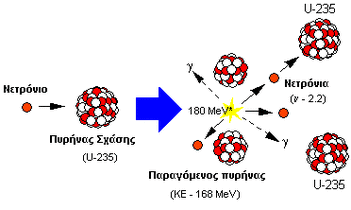 U-235
Νετρόνιο
γ
Νετρόνια
(ν - 2.2)
180 MeV*
Πυρήνας Σχάσης
(U-235)
γ
Παραγόμενος πυρήνας
(KE - 168 MeV)
U-235